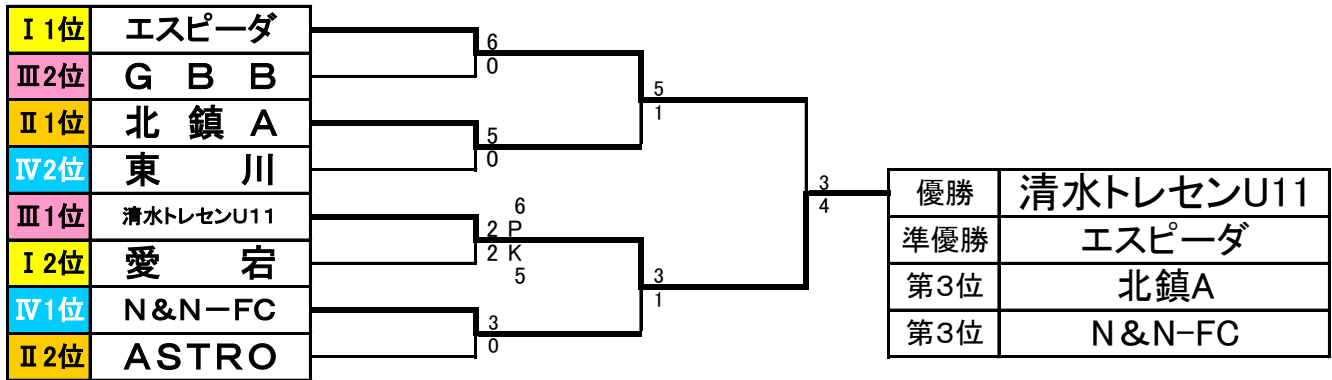 Ⅰ1位 エスピーダ
Ⅲ2位 G B B
Ⅱ1位 北鎮A
Ⅳ2位 東川
Ⅲ1位 清水トレセンU11
Ⅰ2位 愛宕
Ⅳ1位 N&N-FC
Ⅱ2位 ASTRO
6
0
5
0
6
2 P
2 K
5
3
0
5
1
3
1
3
4
優勝 清水トレセンU11
準優勝 エスピーダ
第3位 北鎮A
第3位 N&N-FC